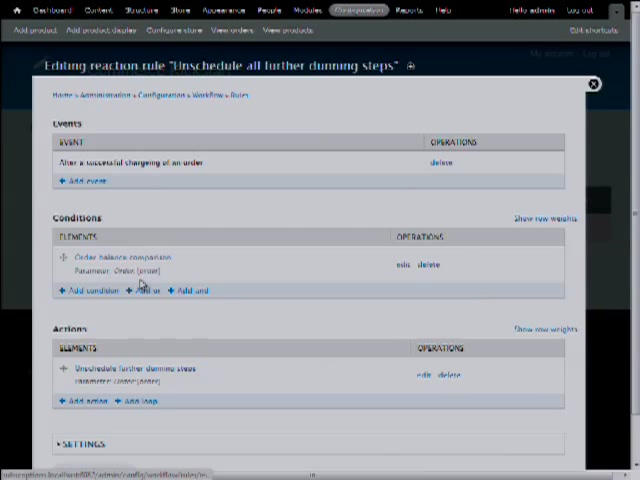 Dashboard Content Structure Store Appearance People Modules Configuration Reports Help Hello admin Log out
Add product Add product display Configure store View orders View products Edit shortcuts
My account Log out
Editing reaction rule "Unschedule all further dunning steps"
Home » Administration » Configuration » Workflow » Rules
Events
EVENT OPERATIONS
After a successful chargeing of an order delete
+ Add event
Conditions Show row weights
ELEMENTS OPERATIONS
Order balance comparison
Parameter: Order: [order] edit delete
+ Add condition + Add or + Add and
Actions Show row weights
ELEMENTS OPERATIONS
Unschedule further dunning steps
Parameter: Order: [order] edit delete
+ Add action + Add loop
SETTINGS